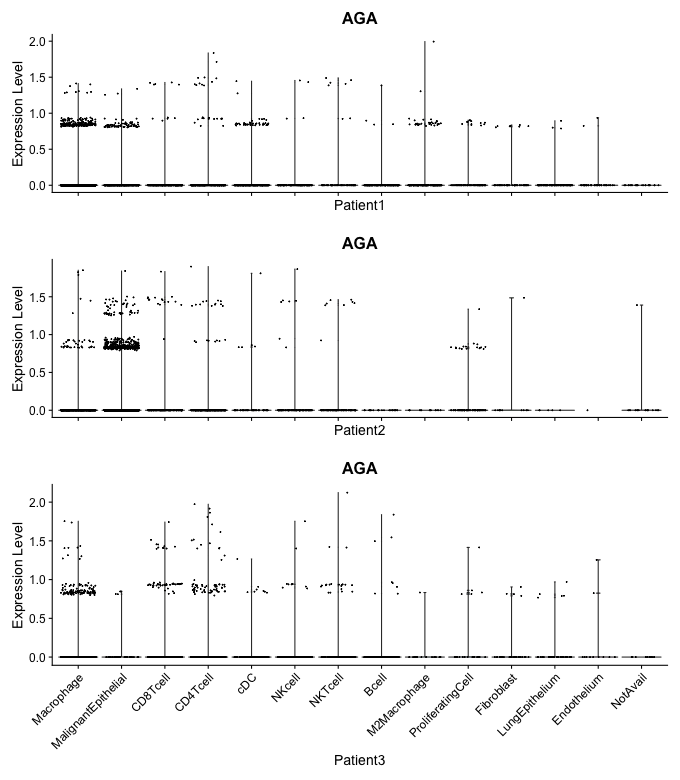 AGA
Expression Level
2.0
1.5
1.0
0.5
0.0
Patient1
AGA
Expression Level
1.5
1.0
0.5
0.0
Patient2
AGA
Expression Level
2.0
1.5
1.0
0.5
0.0
Macrophage
MalignantEpithelial
CD8Tcell
CD4Tcell
cDC
NKcell
NKTcell
Bcell
M2Macrophage
ProliferatingCell
Fibroblast
LungEpithelium
Endothelium
NotAvail
Patient3